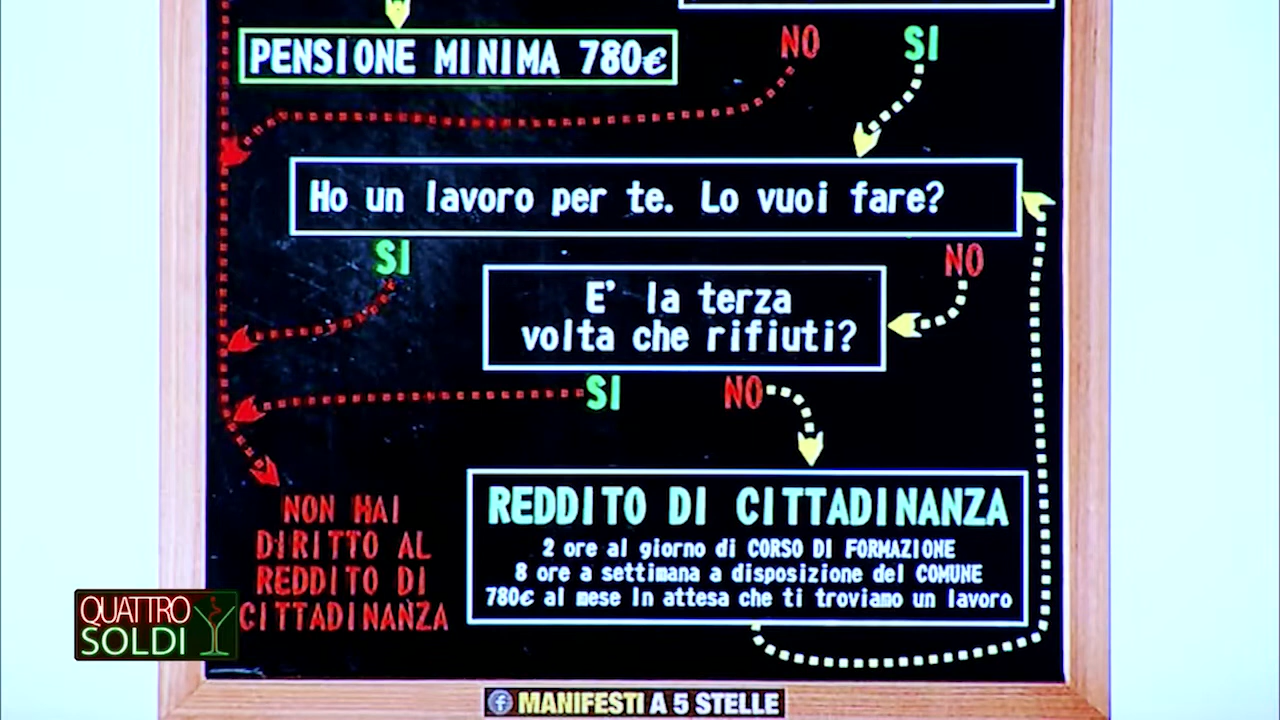 NO SI
PENSIONE MINIMA 780€
Ho un lavoro per te. Lo vuoi fare?
SI
NO
E' la terza
volta che rifiuti?
SI NO
REDDITO DI CITTADINANZA
2 ore al giorno di CORSO DI FORMAZIONE
8 ore a settimana a disposizione del COMUNE
780€ al mese In attesa che ti troviamo un lavoro
NON HAI
DIRITTO AL
REDDITO DI
CITTADINANZA
QUATTRO
SOLDI
f MANIFESTI A 5 STELLE